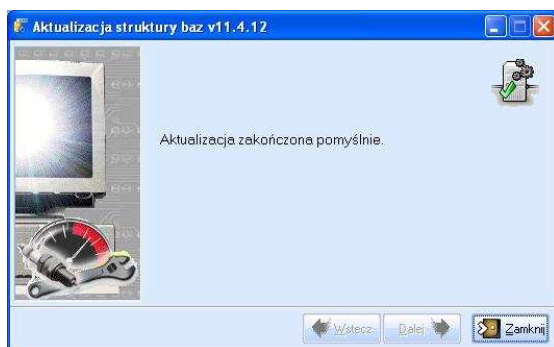 Aktualizacja struktury baz v11.4.12
Aktualizacja zakończona pomyślnie.
Wstecz Dalej Zamknij